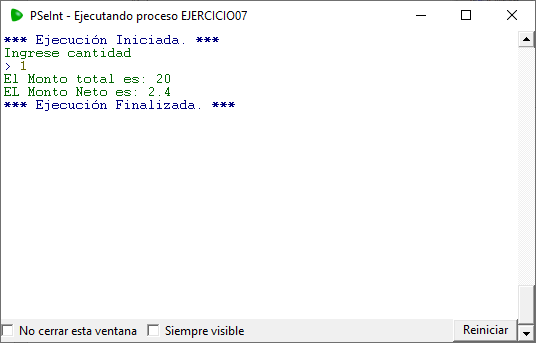 PSeInt - Ejecutando proceso EJERCICIO07
*** Ejecución Iniciada. ***
Ingrese cantidad
> 1
El Monto total es: 20
EL Monto Neto es: 2.4
*** Ejecución Finalizada. ***
No cerrar esta ventana Siempre visible Reiniciar